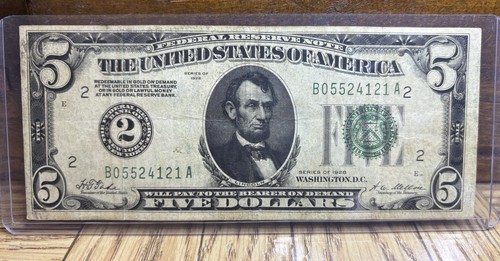 FEDERAL RESERVE NOTE
5 THE UNITED STATES OF AMERICA 5
SERIES OF
1928
2
REDEEMABLE IN GOLD ON DEMAND
AT THE UNITED STATES TREASURY,
OR IN GOLD OR LAWFUL MONEY
AT ANY FEDERAL RESERVE BANK.
B05524121A 2
E
2
B05524121A
2
2
LINCOLN
SERIES OF 1928
WASHINGTON, D.C.
E
A.W. Mellon
5 WILL PAY TO THE BEARER ON DEMAND 5
FIVE DOLLARS